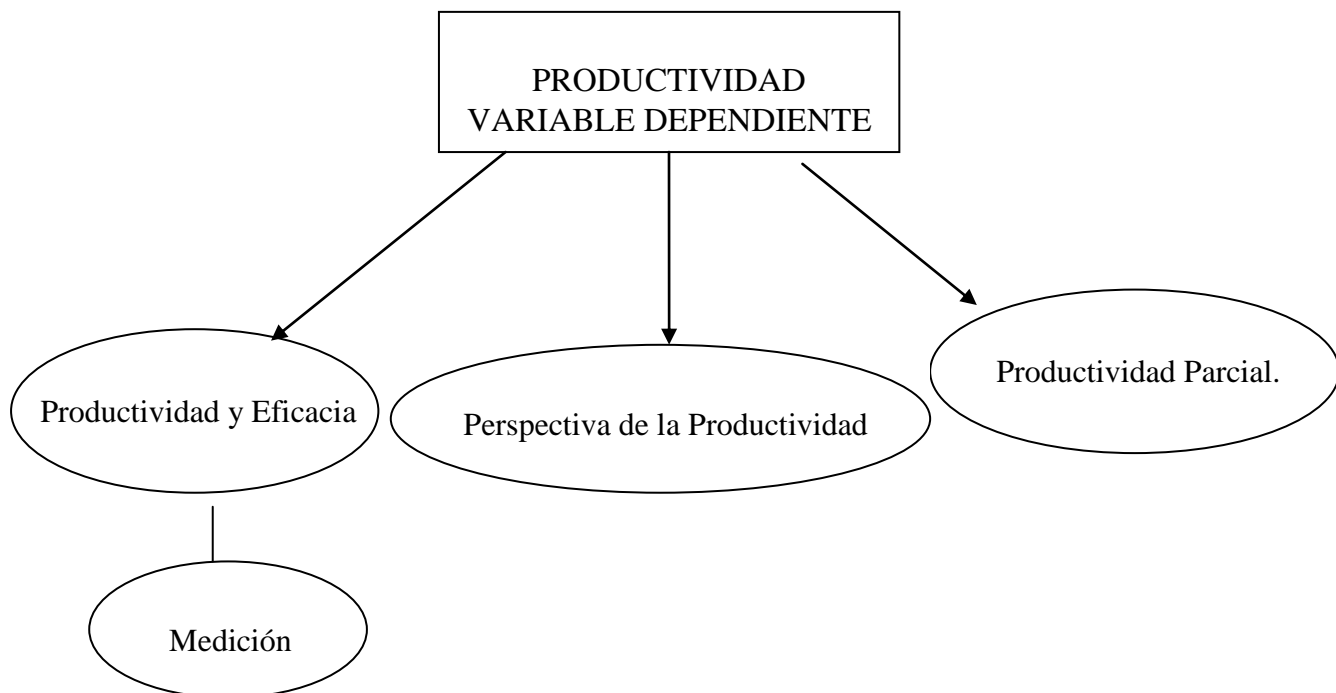 PRODUCTIVIDAD
VARIABLE DEPENDIENTE
Productividad y Eficacia
Perspectiva de la Productividad
Productividad Parcial.
Medición